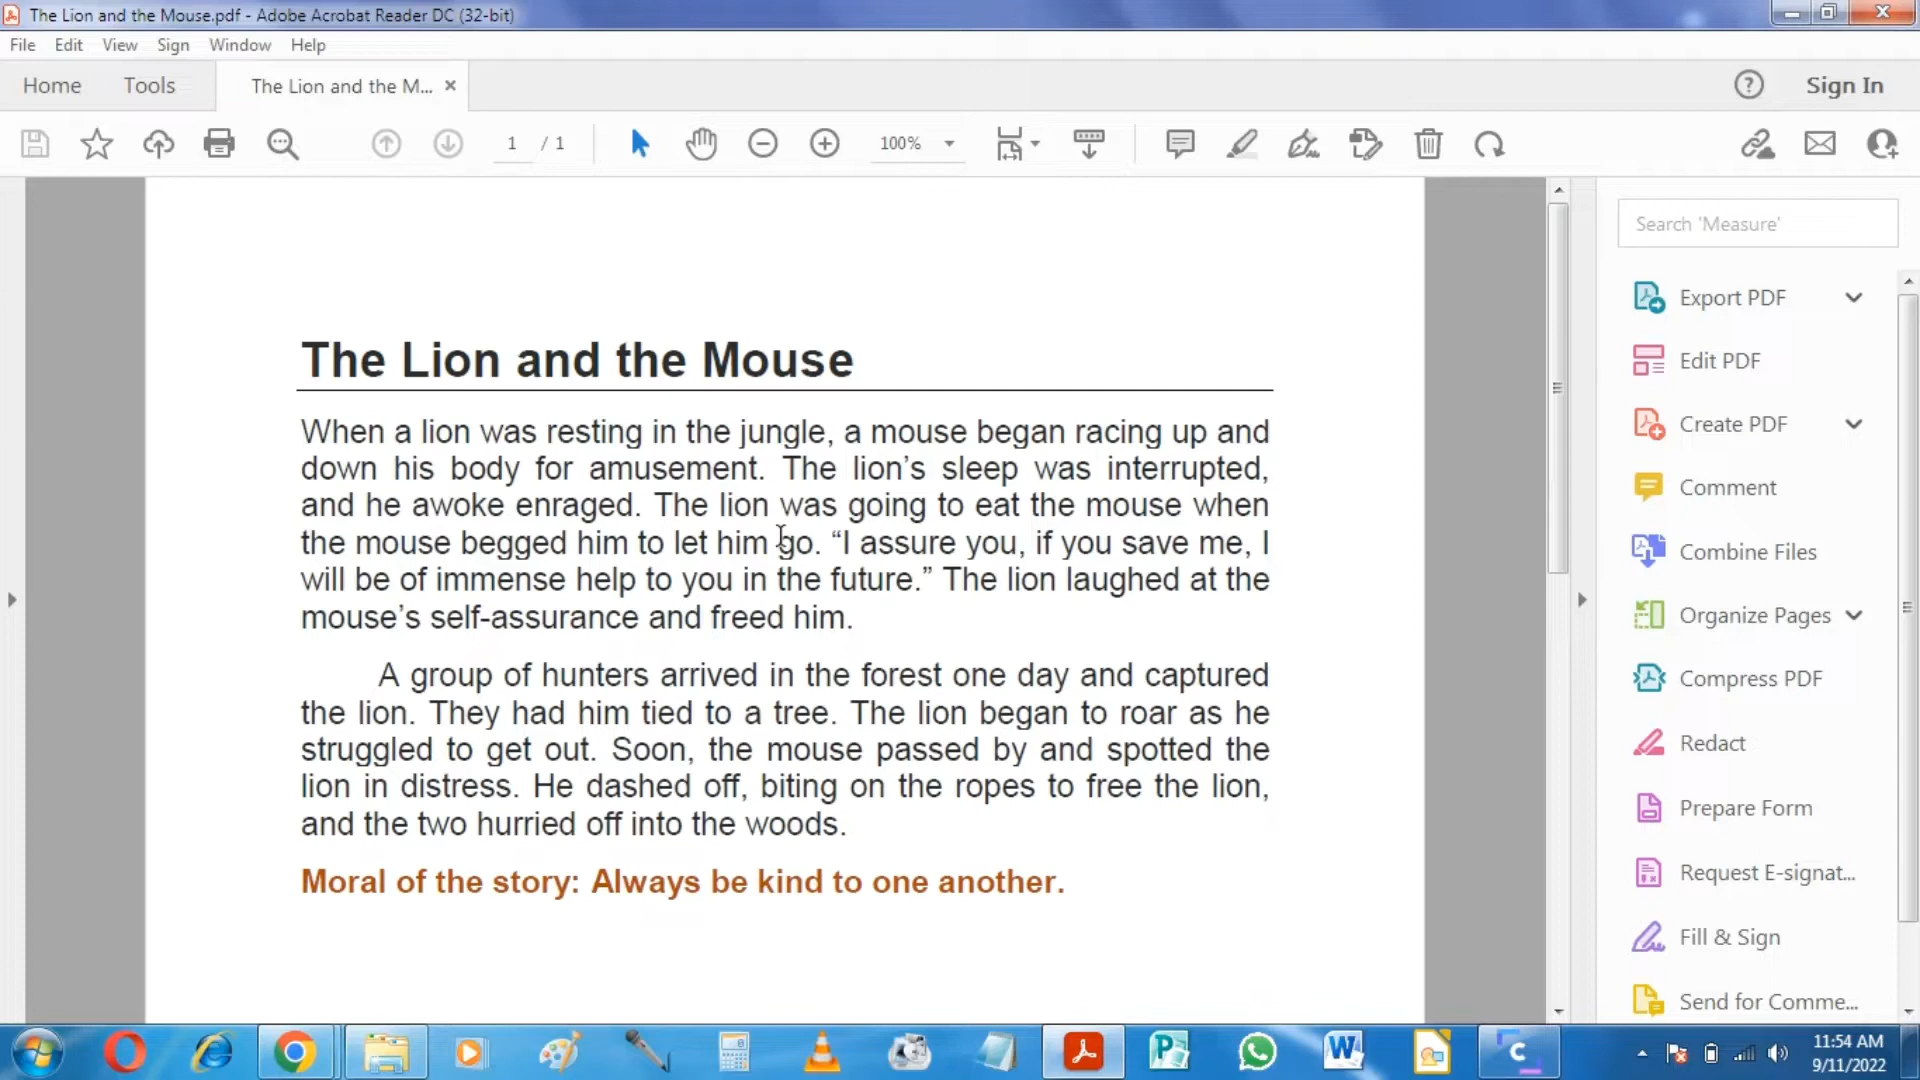 The Lion and the Mouse.pdf - Adobe Acrobat Reader DC (32-bit)
File Edit View Sign Window Help
Home Tools The Lion and the M... × ? Sign In
1 / 1 100%
Search 'Measure'
Export PDF
Edit PDF
Create PDF
Comment
Combine Files
Organize Pages
Compress PDF
Redact
Prepare Form
Request E-signat...
Fill & Sign
Send for Comme...
The Lion and the Mouse
When a lion was resting in the jungle, a mouse began racing up and
down his body for amusement. The lion’s sleep was interrupted,
and he awoke enraged. The lion was going to eat the mouse when
the mouse begged him to let him go. “I assure you, if you save me, I
will be of immense help to you in the future.” The lion laughed at the
mouse’s self-assurance and freed him.
A group of hunters arrived in the forest one day and captured
the lion. They had him tied to a tree. The lion began to roar as he
struggled to get out. Soon, the mouse passed by and spotted the
lion in distress. He dashed off, biting on the ropes to free the lion,
and the two hurried off into the woods.
Moral of the story: Always be kind to one another.
11:54 AM
9/11/2022